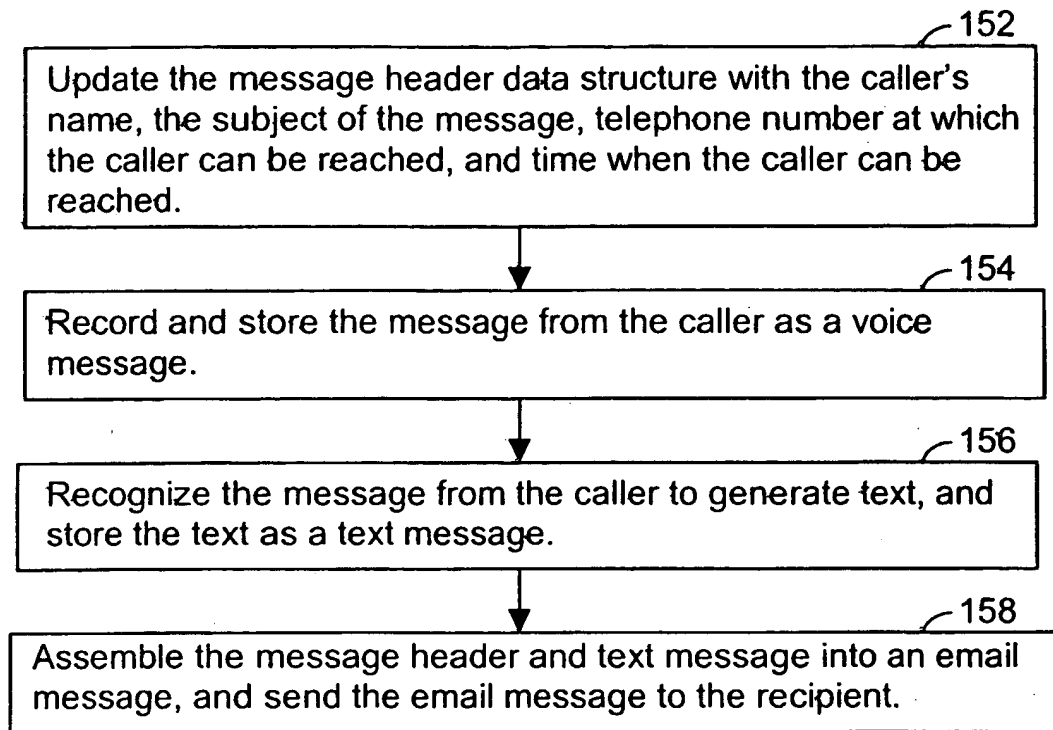 152
Update the message header data structure with the caller's
name, the subject of the message, telephone number at which
the caller can be reached, and time when the caller can be
reached.
154
Record and store the message from the caller as a voice
message.
156
Recognize the message from the caller to generate text, and
store the text as a text message.
158
Assemble the message header and text message into an email
message, and send the email message to the recipient.